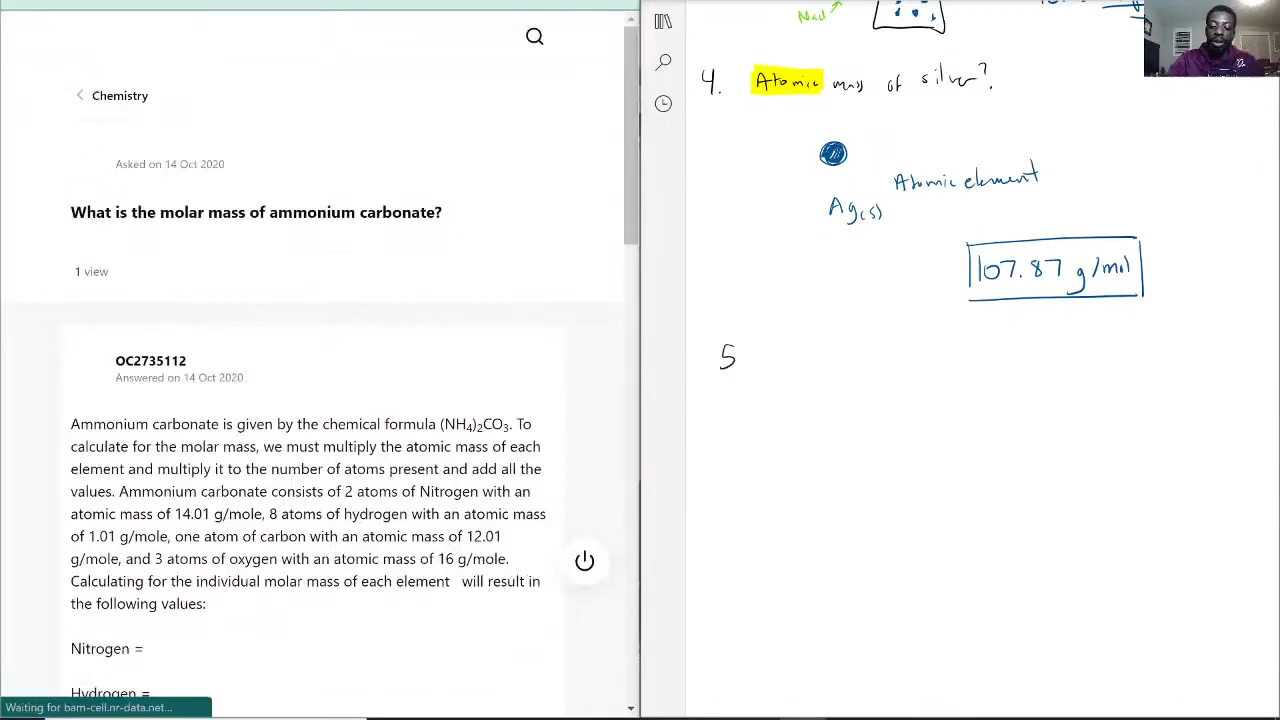 Chemistry
Asked on 14 Oct 2020
What is the molar mass of ammonium carbonate?
1 view
OC2735112
Answered on 14 Oct 2020
Ammonium carbonate is given by the chemical formula (NH₄)₂CO₃. To
calculate for the molar mass, we must multiply the atomic mass of each
element and multiply it to the number of atoms present and add all the
values. Ammonium carbonate consists of 2 atoms of Nitrogen with an
atomic mass of 14.01 g/mole, 8 atoms of hydrogen with an atomic mass
of 1.01 g/mole, one atom of carbon with an atomic mass of 12.01
g/mole, and 3 atoms of oxygen with an atomic mass of 16 g/mole.
Calculating for the individual molar mass of each element will result in
the following values:
Nitrogen =
Hydrogen =
Waiting for bam-cell.nr-data.net...
4. Atomic mass of silver?
Atomic element
Ag(s)
107.87 g/mol
5